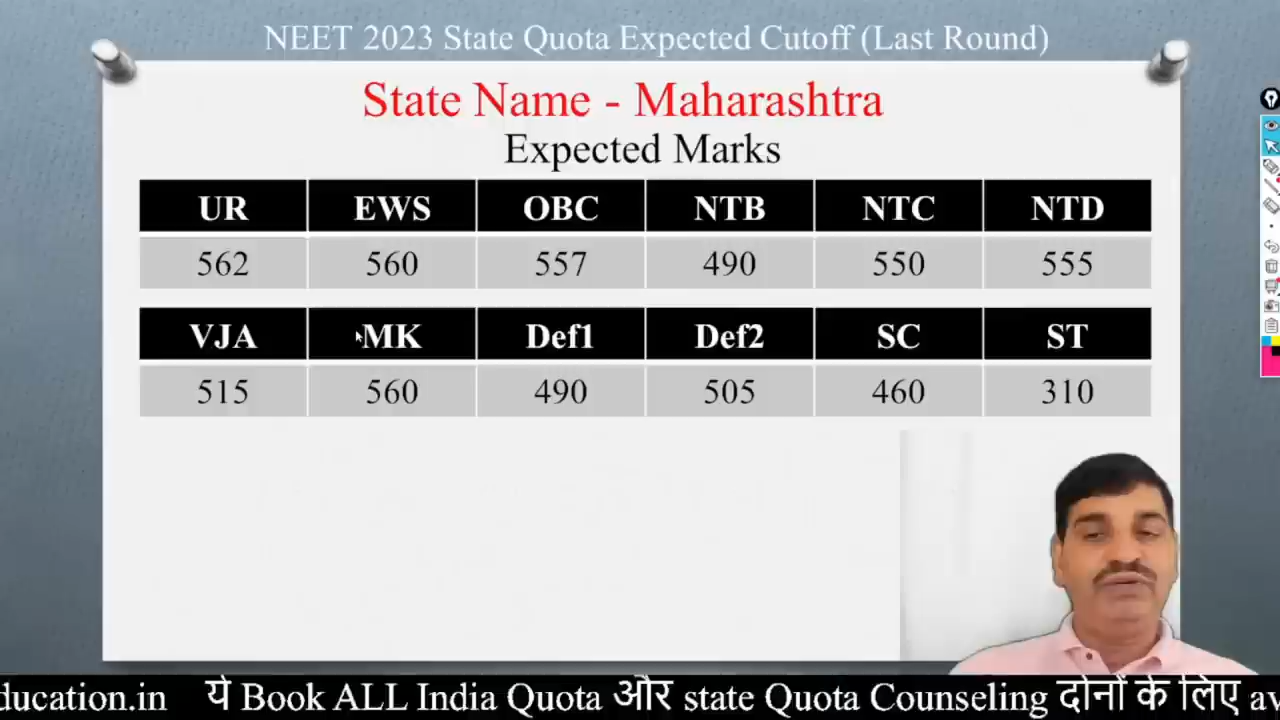 NEET 2023 State Quota Expected Cutoff (Last Round)
State Name - Maharashtra
Expected Marks
UR EWS OBC NTB NTC NTD
562 560 557 490 550 555
VJA MK Def1 Def2 SC ST
515 560 490 505 460 310
ducation.in ये Book ALL India Quota और state Quota Counseling दोनों के लिए av